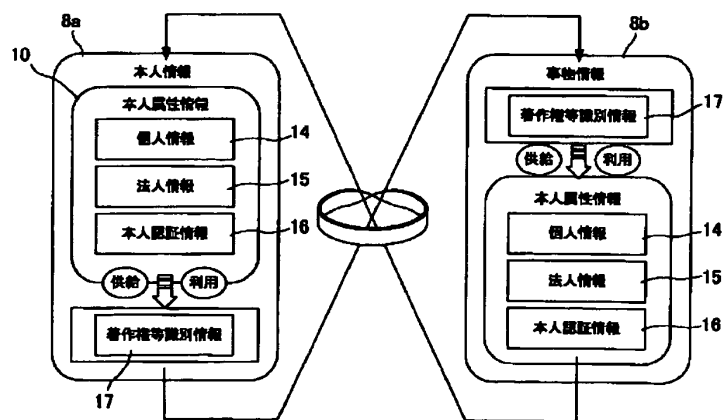 8a
10
本人情報
本人属性情報
個人情報
14
法人情報
15
本人認証情報
16
供給
利用
著作権等識別情報
17
8b
事物情報
著作権等識別情報
17
供給
利用
本人属性情報
個人情報
14
法人情報
15
本人認証情報
16